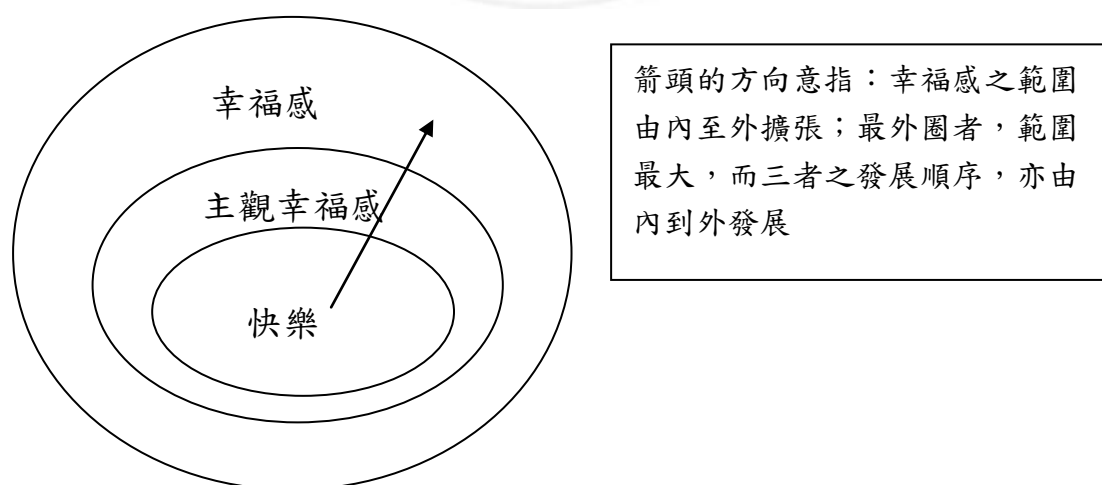 幸福感
主觀幸福感
快樂
箭頭的方向意指：幸福感之範圍
由內至外擴張；最外圈者，範圍
最大，而三者之發展順序，亦由
內到外發展